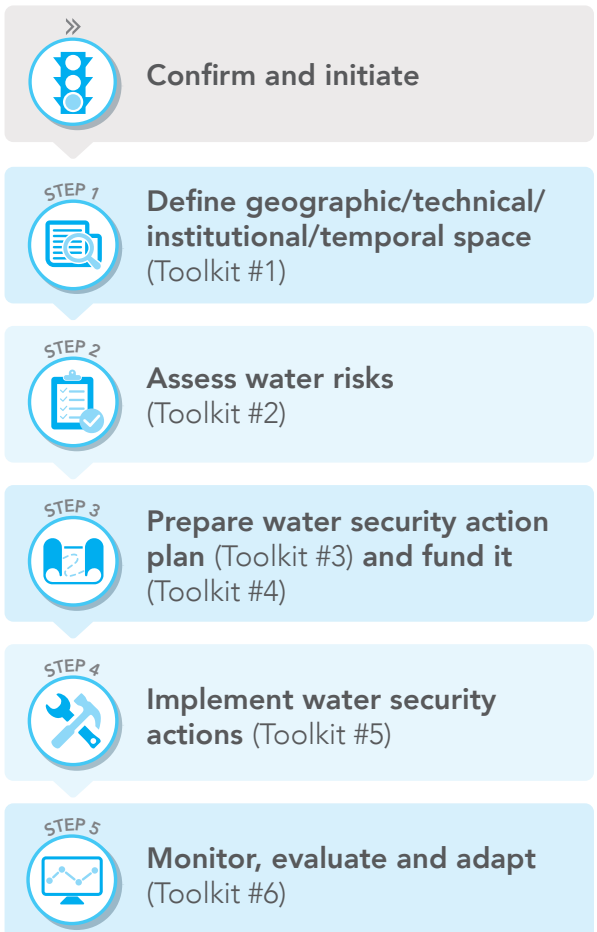 Confirm and initiate
STEP 1
Define geographic/technical/
institutional/temporal space
(Toolkit #1)
STEP 2
Assess water risks
(Toolkit #2)
STEP 3
Prepare water security action
plan (Toolkit #3) and fund it
(Toolkit #4)
STEP 4
Implement water security
actions (Toolkit #5)
STEP 5
Monitor, evaluate and adapt
(Toolkit #6)